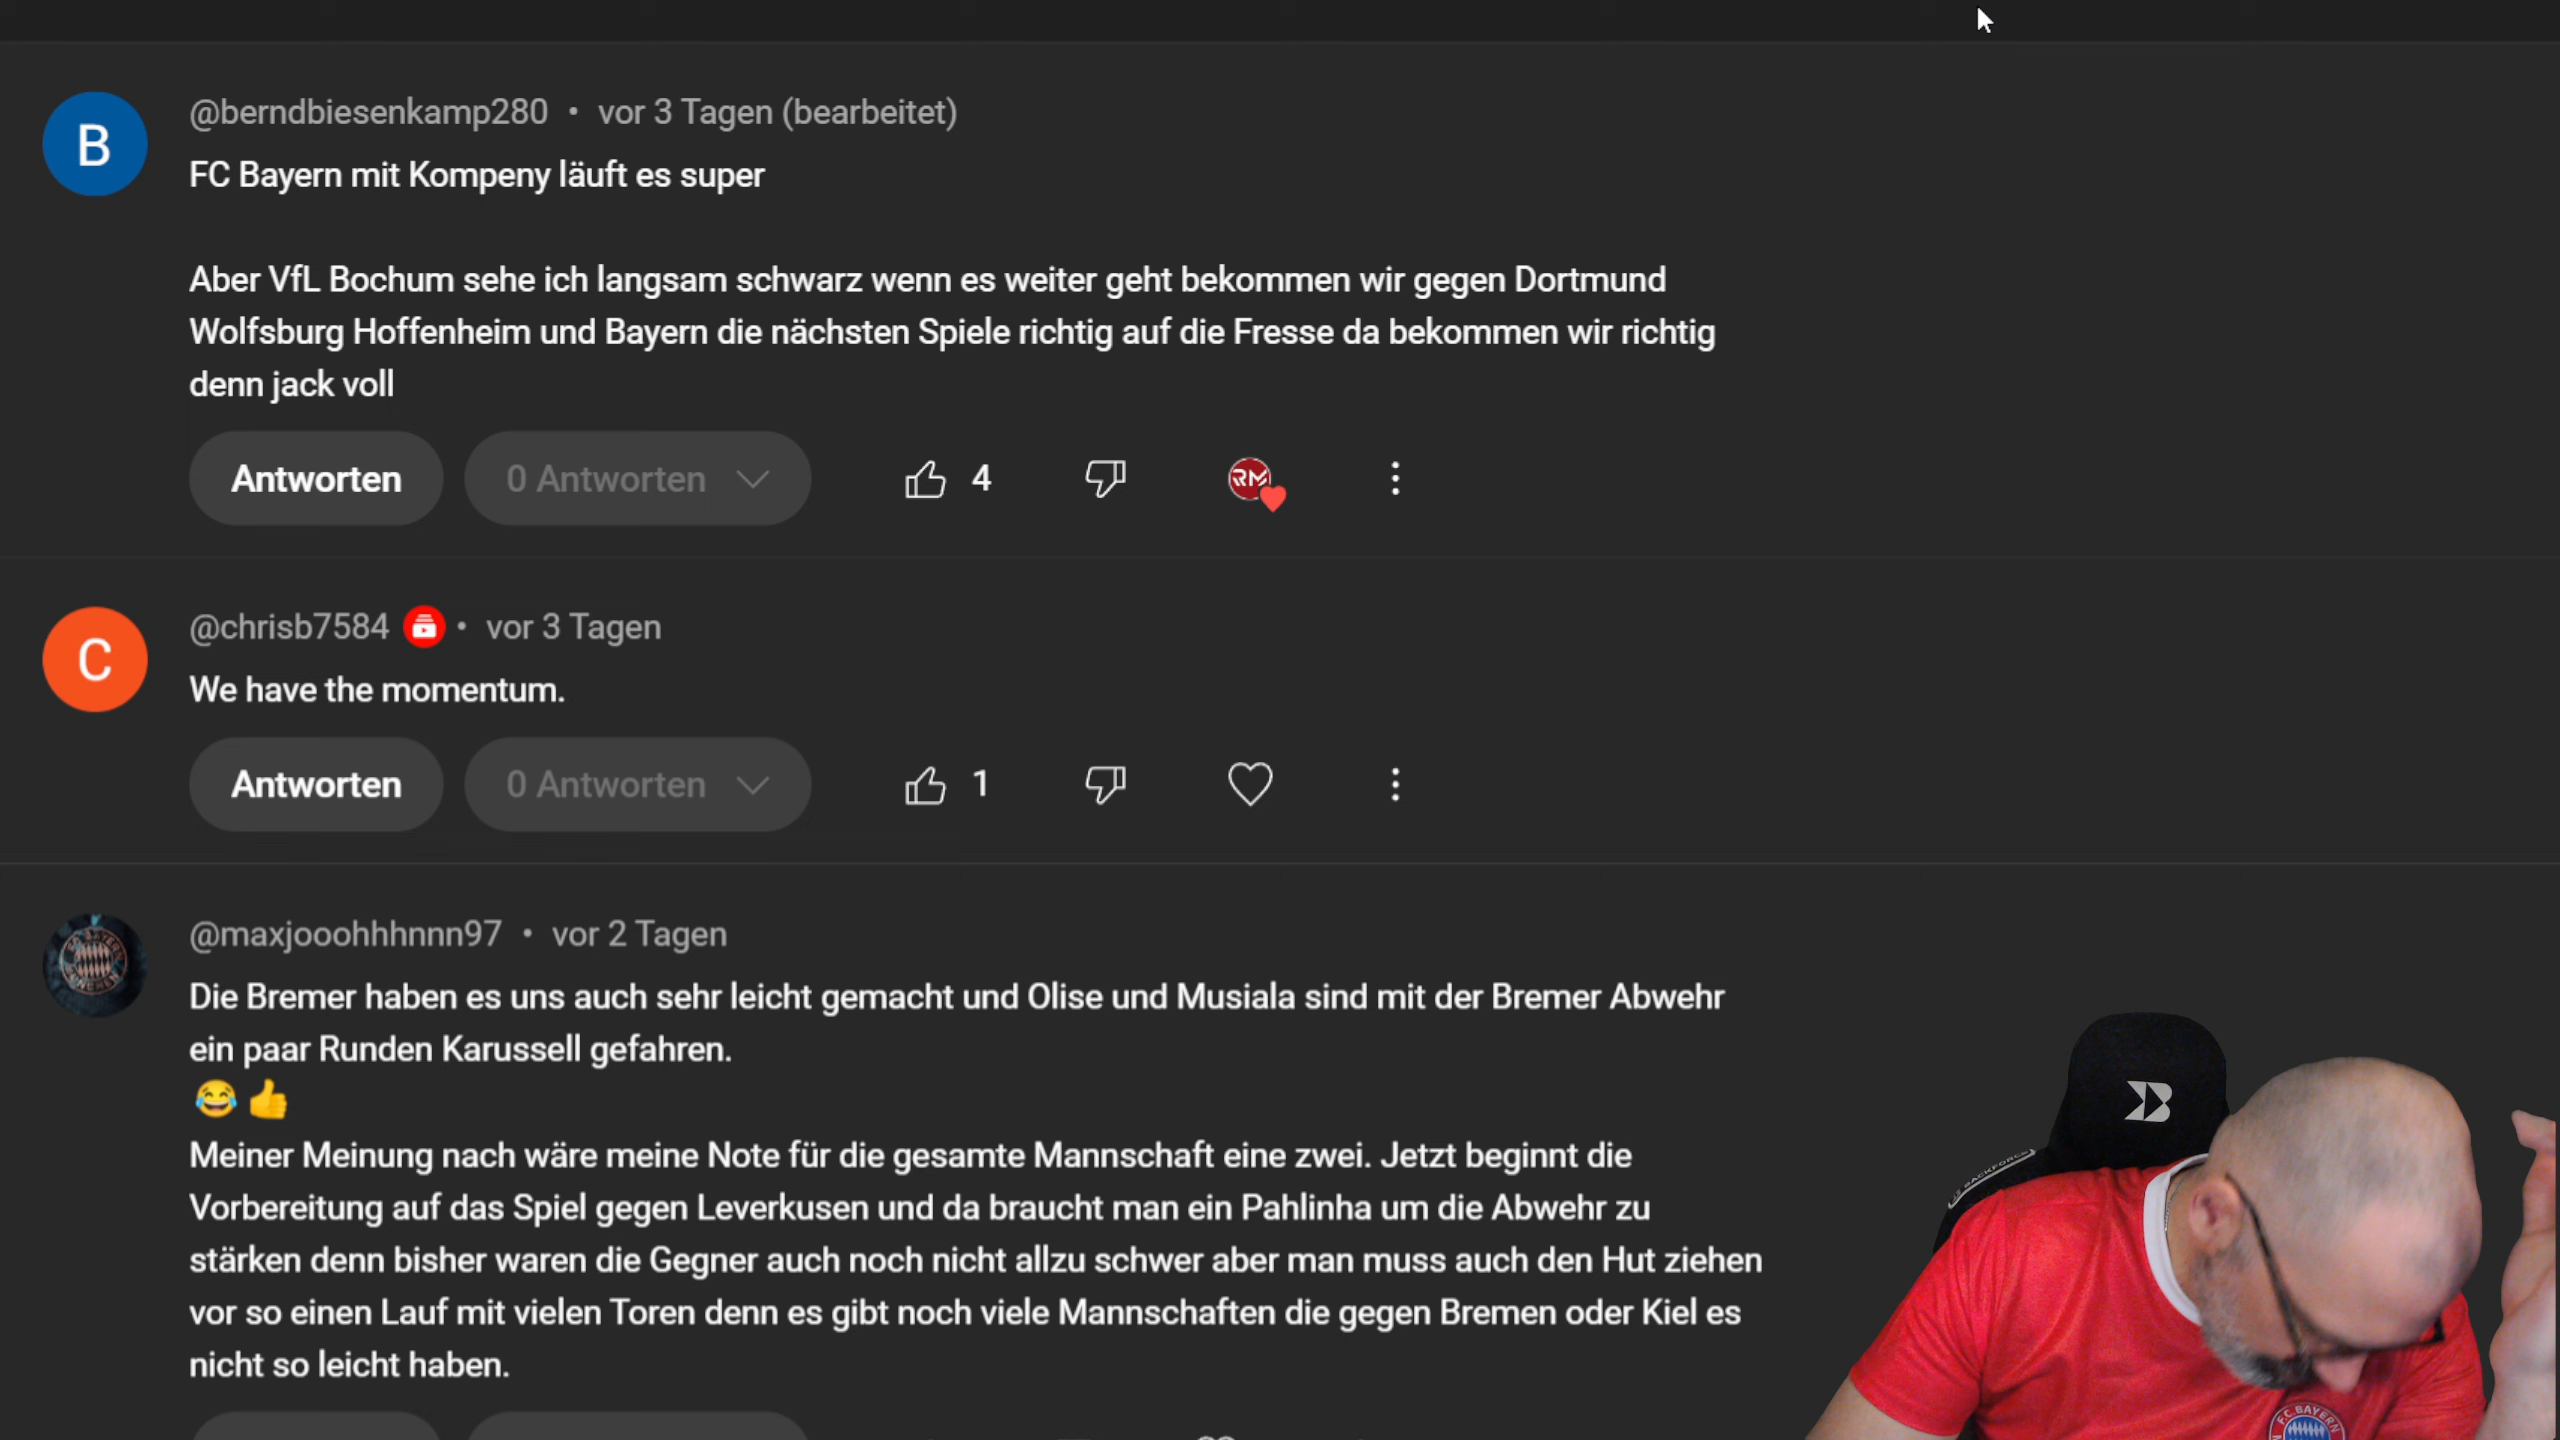 B
@berndbiesenkamp280 • vor 3 Tagen (bearbeitet)
FC Bayern mit Kompeny läuft es super
Aber VfL Bochum sehe ich langsam schwarz wenn es weiter geht bekommen wir gegen Dortmund
Wolfsburg Hoffenheim und Bayern die nächsten Spiele richtig auf die Fresse da bekommen wir richtig
denn jack voll
Antworten 0 Antworten 4 RM
C
@chrisb7584 • vor 3 Tagen
We have the momentum.
Antworten 0 Antworten 1
@maxjooohhhnnn97 • vor 2 Tagen
Die Bremer haben es uns auch sehr leicht gemacht und Olise und Musiala sind mit der Bremer Abwehr
ein paar Runden Karussell gefahren.
😂👍
Meiner Meinung nach wäre meine Note für die gesamte Mannschaft eine zwei. Jetzt beginnt die
Vorbereitung auf das Spiel gegen Leverkusen und da braucht man ein Pahlinha um die Abwehr zu
stärken denn bisher waren die Gegner auch noch nicht allzu schwer aber man muss auch den Hut ziehen
vor so einen Lauf mit vielen Toren denn es gibt noch viele Mannschaften die gegen Bremen oder Kiel es
nicht so leicht haben.
BACKFORCE
F.C. BAYERN